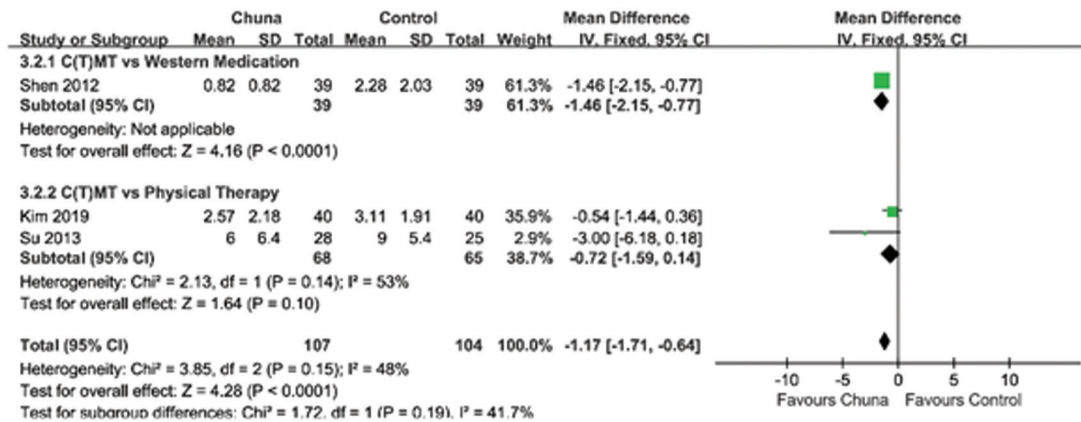 Chuna Control Mean Difference Mean Difference
Study or Subgroup Mean SD Total Mean SD Total Weight IV, Fixed, 95% CI IV, Fixed, 95% CI
3.2.1 C(T)MT vs Western Medication
Shen 2012 0.82 0.82 39 2.28 2.03 39 61.3% -1.46 [-2.15, -0.77]
Subtotal (95% CI) 39 39 61.3% -1.46 [-2.15, -0.77]
Heterogeneity: Not applicable
Test for overall effect: Z = 4.16 (P < 0.0001)
3.2.2 C(T)MT vs Physical Therapy
Kim 2019 2.57 2.18 40 3.11 1.91 40 35.9% -0.54 [-1.44, 0.36]
Su 2013 6 6.4 28 9 5.4 25 2.9% -3.00 [-6.18, 0.18]
Subtotal (95% CI) 68 65 38.7% -0.72 [-1.59, 0.14]
Heterogeneity: Chi² = 2.13, df = 1 (P = 0.14); I² = 53%
Test for overall effect: Z = 1.64 (P = 0.10)
Total (95% CI) 107 104 100.0% -1.17 [-1.71, -0.64]
Heterogeneity: Chi² = 3.85, df = 2 (P = 0.15); I² = 48%
Test for overall effect: Z = 4.28 (P < 0.0001)
Test for subgroup differences: Chi² = 1.72, df = 1 (P = 0.19), I² = 41.7%
-10 -5 0 5 10
Favours Chuna Favours Control